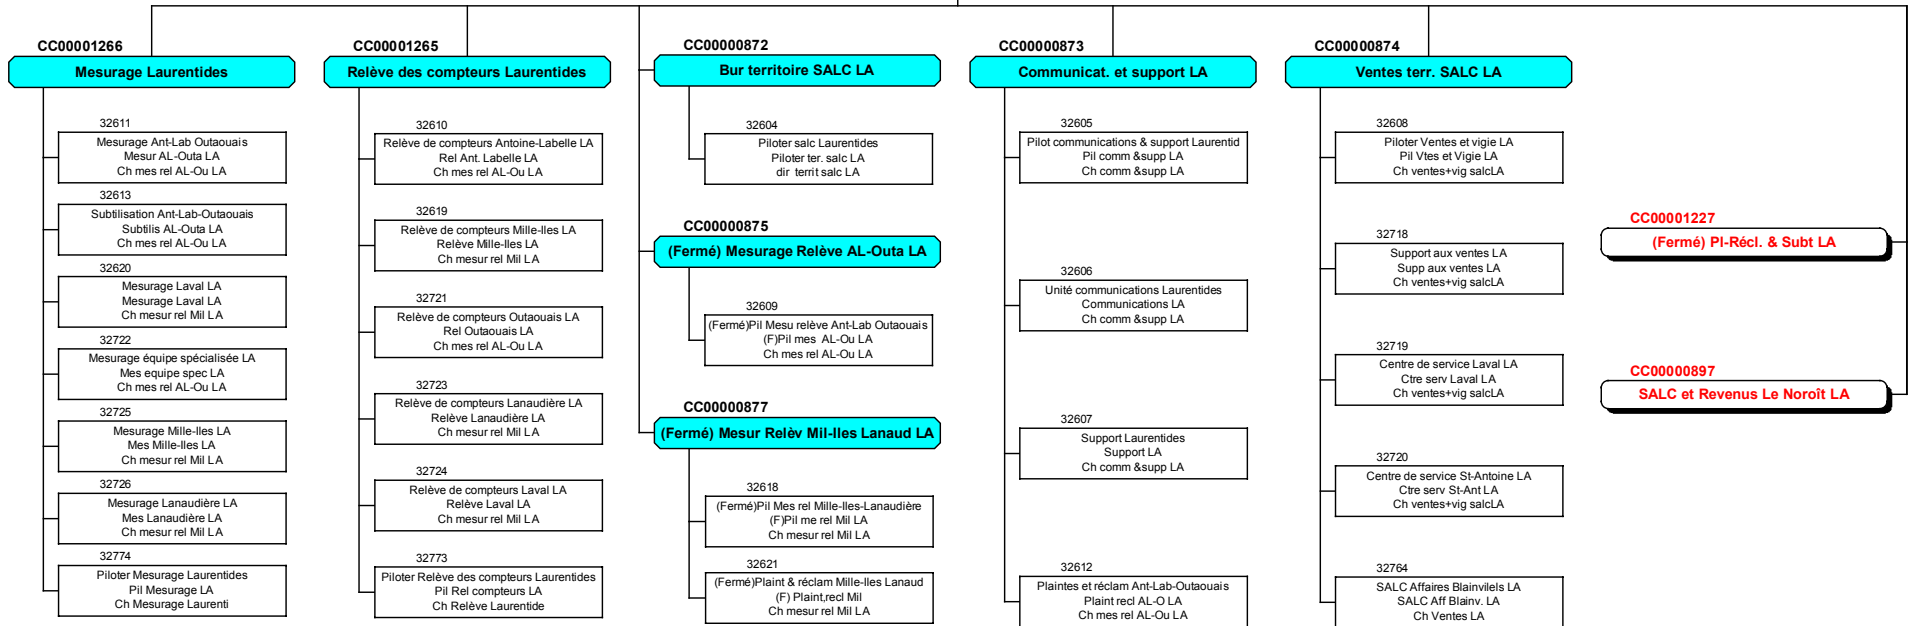 CC00001266
Mesurage Laurentides
32611
Mesurage Ant-Lab Outaouais
Mesur AL-Outa LA
Ch mes rel AL-Ou LA
32613
Subtilisation Ant-Lab-Outaouais
Subtilis AL-Outa LA
Ch mes rel AL-Ou LA
32620
Mesurage Laval LA
Mesurage Laval LA
Ch mesur rel Mil LA
32722
Mesurage équipe spécialisée LA
Mes equipe spec LA
Ch mes rel AL-Ou LA
32725
Mesurage Mille-Iles LA
Mes Mille-Iles LA
Ch mesur rel Mil LA
32726
Mesurage Lanaudière LA
Mes Lanaudière LA
Ch mesur rel Mil LA
32774
Piloter Mesurage Laurentides
Pil Mesurage LA
Ch Mesurage Laurenti
CC00001265
Relève des compteurs Laurentides
32610
Relève de compteurs Antoine-Labelle LA
Rel Ant. Labelle LA
Ch mes rel AL-Ou LA
32619
Relève de compteurs Mille-Iles LA
Relève Mille-Iles LA
Ch mesur rel Mil LA
32721
Relève de compteurs Outaouais LA
Rel Outaouais LA
Ch mes rel AL-Ou LA
32723
Relève de compteurs Lanaudière LA
Relève Lanaudière LA
Ch mesur rel Mil LA
32724
Relève de compteurs Laval LA
Relève Laval LA
Ch mesur rel Mil LA
32773
Piloter Relève des compteurs Laurentides
Pil Rel compteurs LA
Ch Relève Laurentide
CC00000872
Bur territoire SALC LA
32604
Piloter salc Laurentides
Piloter ter. salc LA
dir territ salc LA
CC00000875
(Fermé) Mesurage Relève AL-Outa LA
32609
(Fermé)Pil Mesu relève Ant-Lab Outaouais
(F)Pil mes AL-Ou LA
Ch mes rel AL-Ou LA
CC00000877
(Fermé) Mesur Relèv Mil-Iles Lanaud LA
32618
(Fermé)Pil Mes rel Mille-Iles-Lanaudière
(F)Pil me rel Mil LA
Ch mesur rel Mil LA
32621
(Fermé)Plaint & réclam Mille-Iles Lanaud
(F) Plaint,recl Mil
Ch mesur rel Mil LA
CC00000873
Communicat. et support LA
32605
Pilot communications & support Laurentid
Pil comm &supp LA
Ch comm &supp LA
32606
Unité communications Laurentides
Communications LA
Ch comm &supp LA
32607
Support Laurentides
Support LA
Ch comm &supp LA
32612
Plaintes et réclam Ant-Lab-Outaouais
Plaint recl AL-O LA
Ch mes rel AL-Ou LA
CC00000874
Ventes terr. SALC LA
32608
Piloter Ventes et vigie LA
Pil Vtes et Vigie LA
Ch ventes+vig salcLA
32718
Support aux ventes LA
Supp aux ventes LA
Ch ventes+vig salcLA
32719
Centre de service Laval LA
Ctre serv Laval LA
Ch ventes+vig salcLA
32720
Centre de service St-Antoine LA
Ctre serv St-Ant LA
Ch ventes+vig salcLA
32764
SALC Affaires Blainvilels LA
SALC Aff Blainv. LA
Ch Ventes LA
CC00001227
(Fermé) PI-Récl. & Subt LA
CC00000897
SALC et Revenus Le Noroît LA